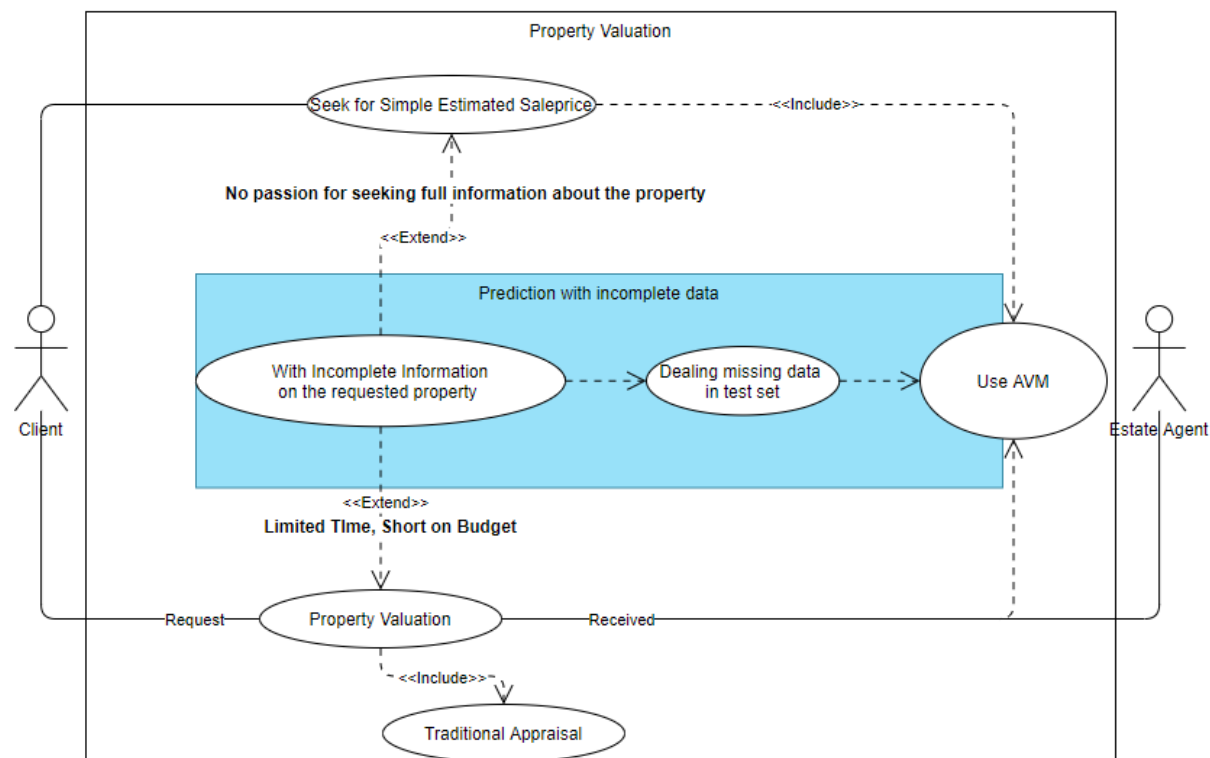 Property Valuation
Seek for Simple Estimated Saleprice
<<Include>>
No passion for seeking full information about the property
<<Extend>>
Prediction with incomplete data
With Incomplete Information
on the requested property
Dealing missing data
in test set
Use AVM
Client
Estate Agent
<<Extend>>
Limited TIme, Short on Budget
Request
Property Valuation
Received
<<Include>>
Traditional Appraisal